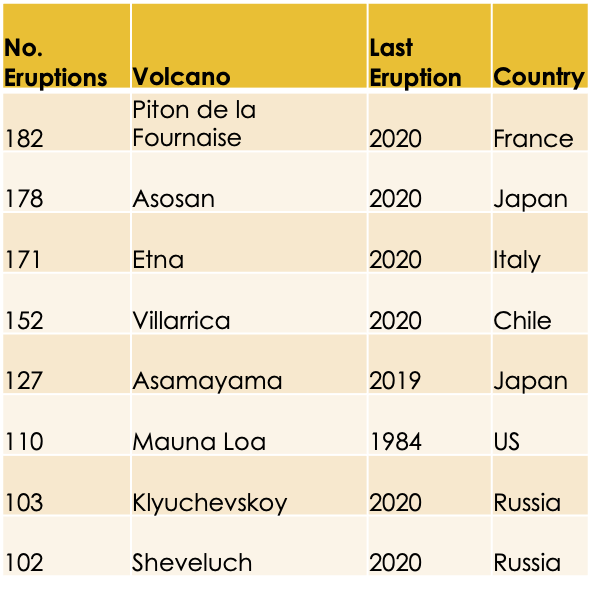 No. Eruptions Volcano Last Eruption Country
182 Piton de la Fournaise 2020 France
178 Asosan 2020 Japan
171 Etna 2020 Italy
152 Villarrica 2020 Chile
127 Asamayama 2019 Japan
110 Mauna Loa 1984 US
103 Klyuchevskoy 2020 Russia
102 Sheveluch 2020 Russia